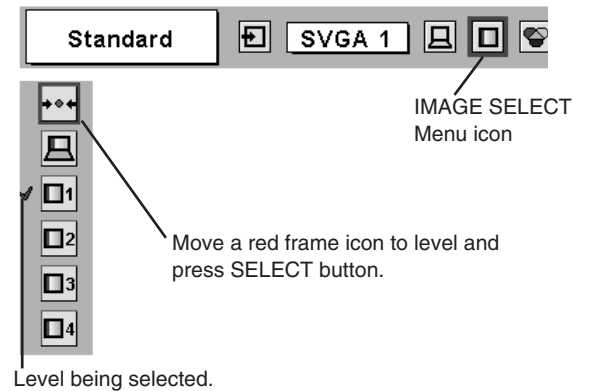 Standard
SVGA 1
IMAGE SELECT
Menu icon
1
2
3
4
Move a red frame icon to level and
press SELECT button.
Level being selected.